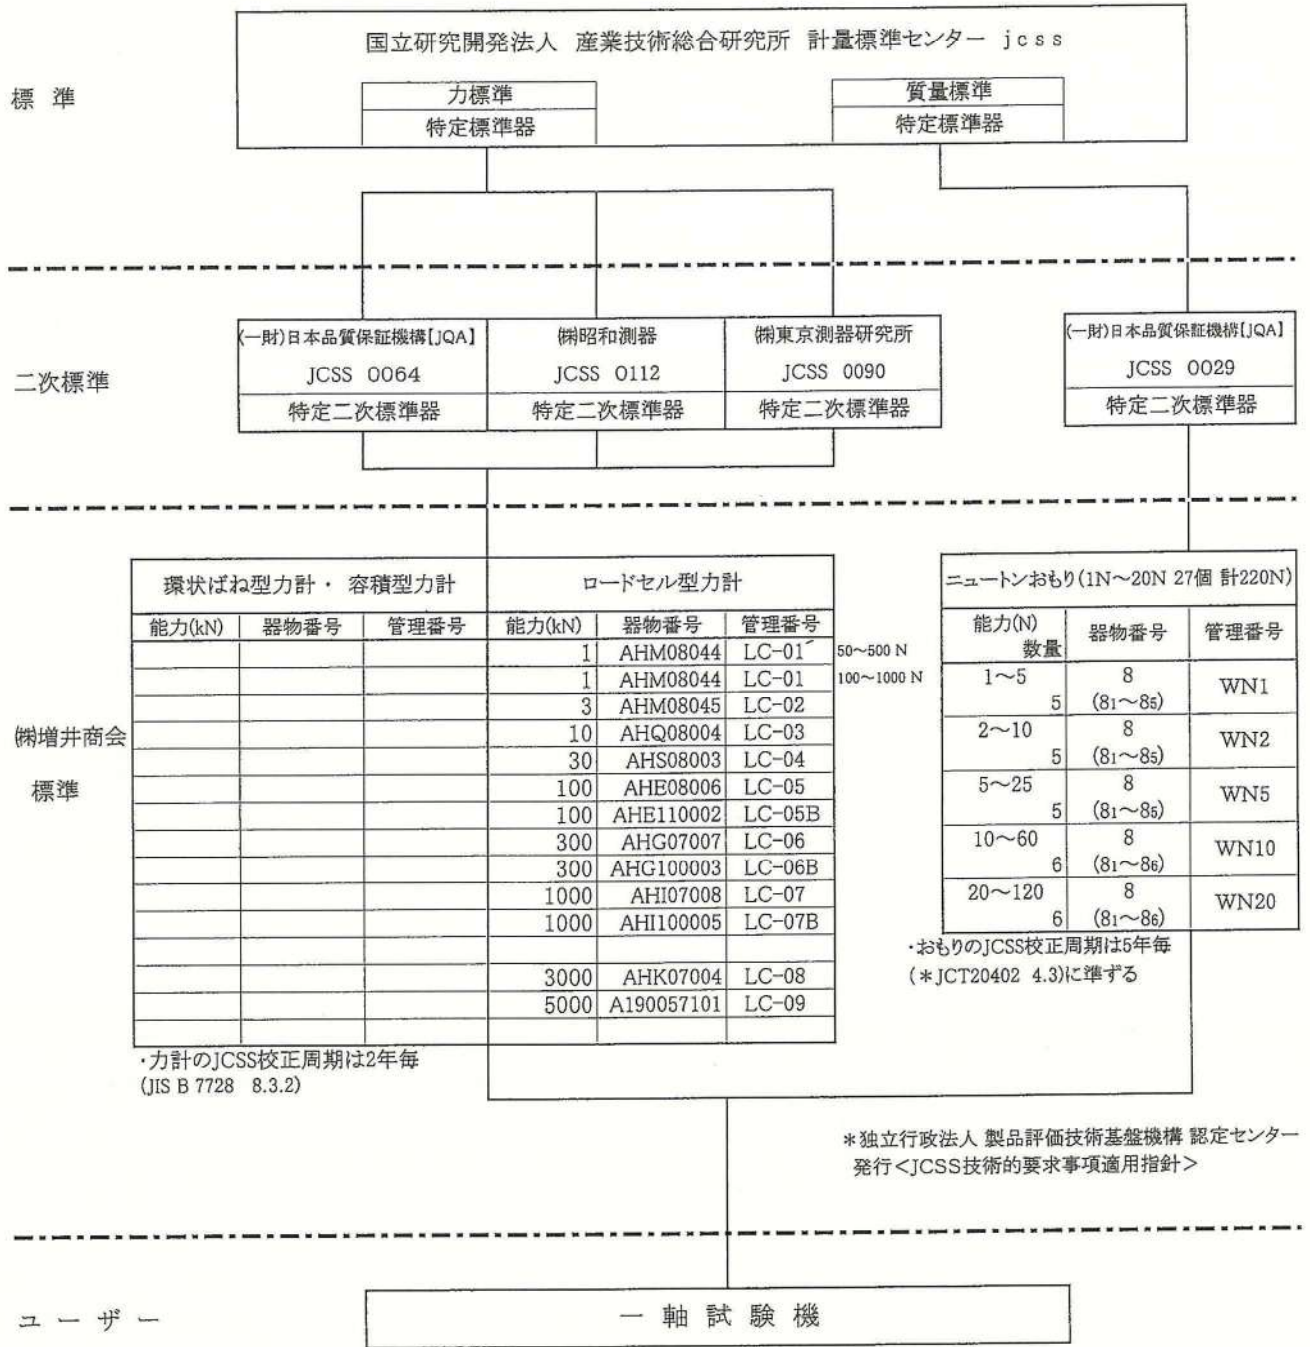 国立研究開発法人 産業技術総合研究所 計量標準センター jcss
標 準
力標準
特定標準器
質量標準
特定標準器
二次標準
(一財)日本品質保証機構【JQA】
JCSS 0064
特定二次標準器
㈱昭和測器
JCSS 0112
特定二次標準器
㈱東京測器研究所
JCSS 0090
特定二次標準器
(一財)日本品質保証機構【JQA】
JCSS 0029
特定二次標準器
㈱増井商会
標準
環状ばね型力計・ 容積型力計 ロードセル型力計
能力(kN) 器物番号 管理番号 能力(kN) 器物番号 管理番号
1 AHM08044 LC-01´ 50～500 N
1 AHM08044 LC-01 100～1000 N
3 AHM08045 LC-02
10 AHQ08004 LC-03
30 AHS08003 LC-04
100 AHE08006 LC-05
100 AHE110002 LC-05B
300 AHG07007 LC-06
300 AHG100003 LC-06B
1000 AHI07008 LC-07
1000 AHI100005 LC-07B
3000 AHK07004 LC-08
5000 A190057101 LC-09
・力計のJCSS校正周期は2年毎
(JIS B 7728 8.3.2)
ニュートンおもり(1N～20N 27個 計220N)
能力(N) 数量 器物番号 管理番号
1～5 5 8 (81～85) WN1
2～10 5 8 (81～85) WN2
5～25 5 8 (81～85) WN5
10～60 6 8 (81～86) WN10
20～120 6 8 (81～86) WN20
・おもりのJCSS校正周期は5年毎
(＊JCT20402 4.3)に準ずる
＊独立行政法人 製品評価技術基盤機構 認定センター
発行<JCSS技術的要求事項適用指針>
ユ ー ザ ー
一 軸 試 験 機